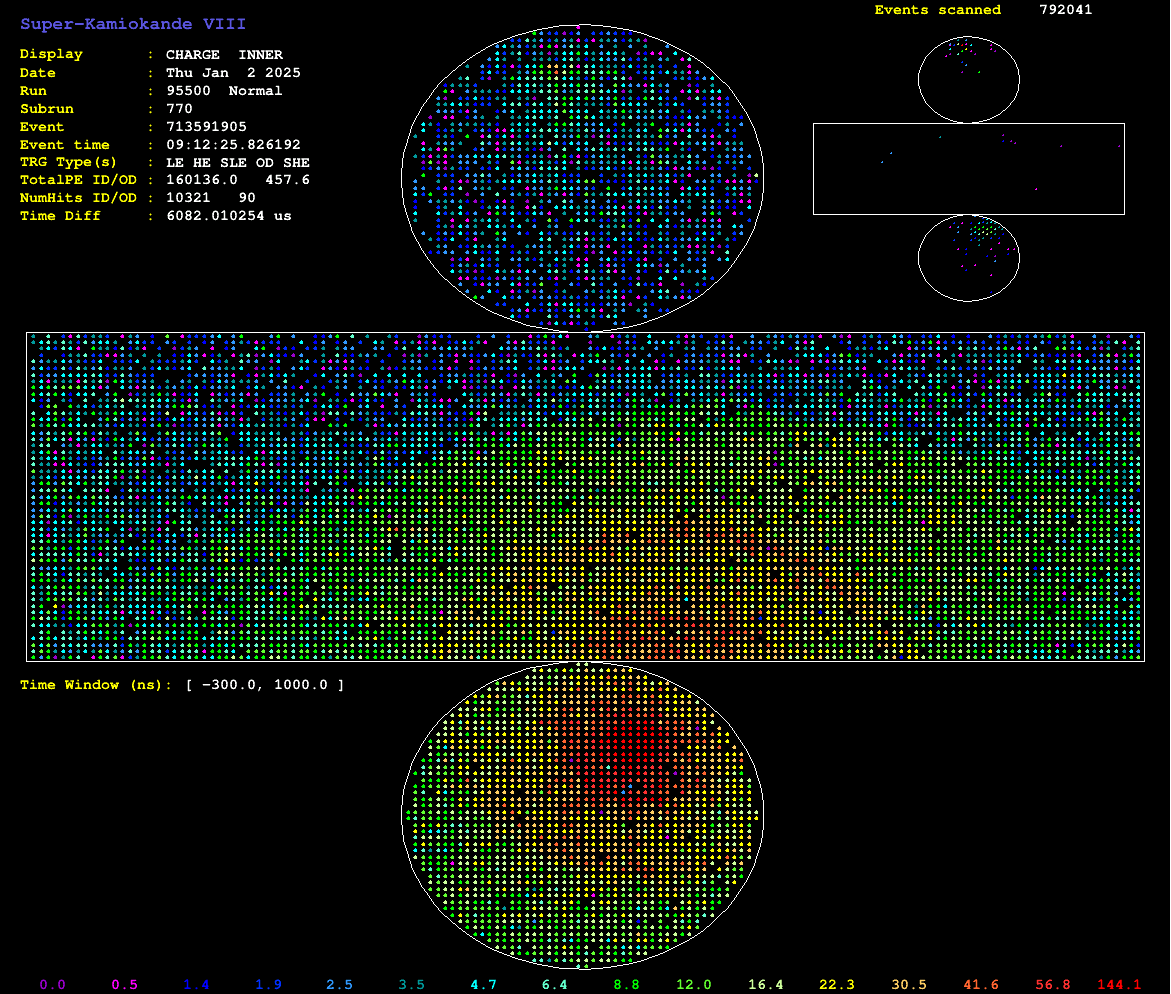 Super-Kamiokande VIII
Events scanned 792041
Display : CHARGE INNER
Date : Thu Jan 2 2025
Run : 95500 Normal
Subrun : 770
Event : 713591905
Event time : 09:12:25.826192
TRG Type(s) : LE HE SLE OD SHE
TotalPE ID/OD : 160136.0 457.6
NumHits ID/OD : 10321 90
Time Diff : 6082.010254 us
Time Window (ns): [ −300.0, 1000.0 ]
0.0 0.5 1.4 1.9 2.5 3.5 4.7 6.4 8.8 12.0 16.4 22.3 30.5 41.6 56.8 144.1